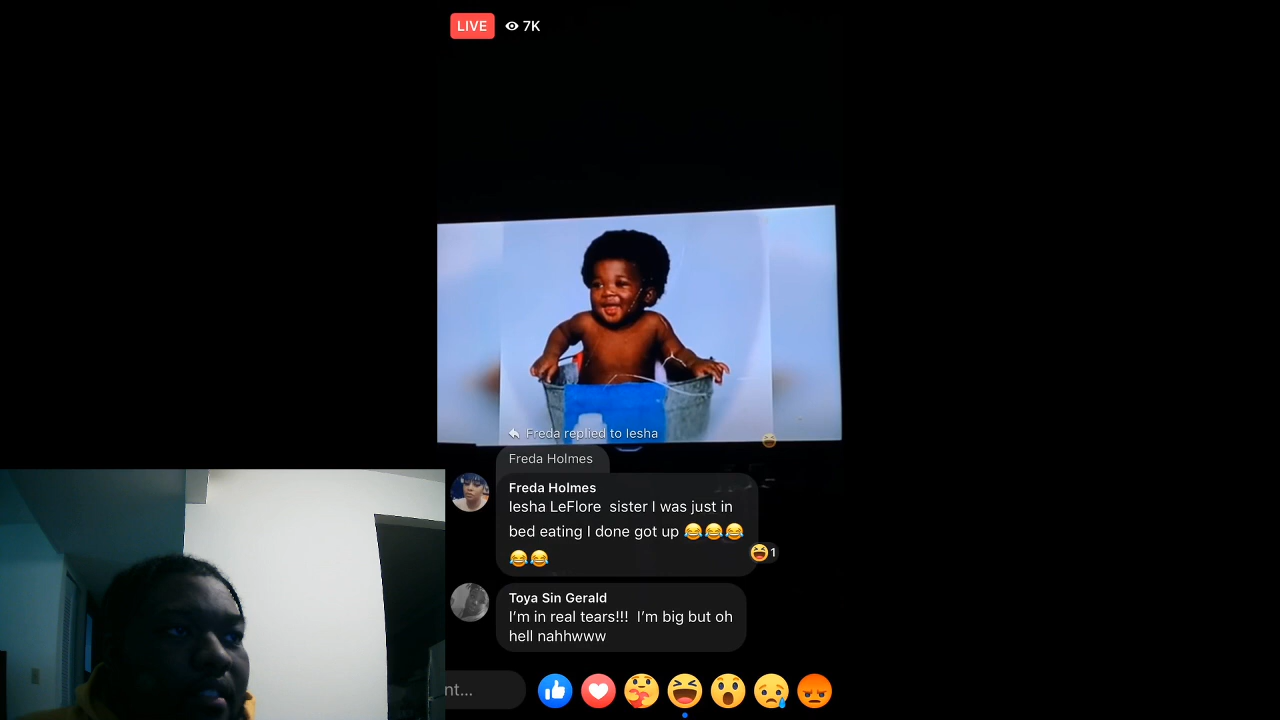 LIVE 7K
Freda replied to Iesha
Freda Holmes
Freda Holmes
Iesha LeFlore sister I was just in
bed eating I done got up 😂😂😂
😂😂
😆 1
Toya Sin Gerald
I'm in real tears!!! I'm big but oh
hell nahhwww
nt...